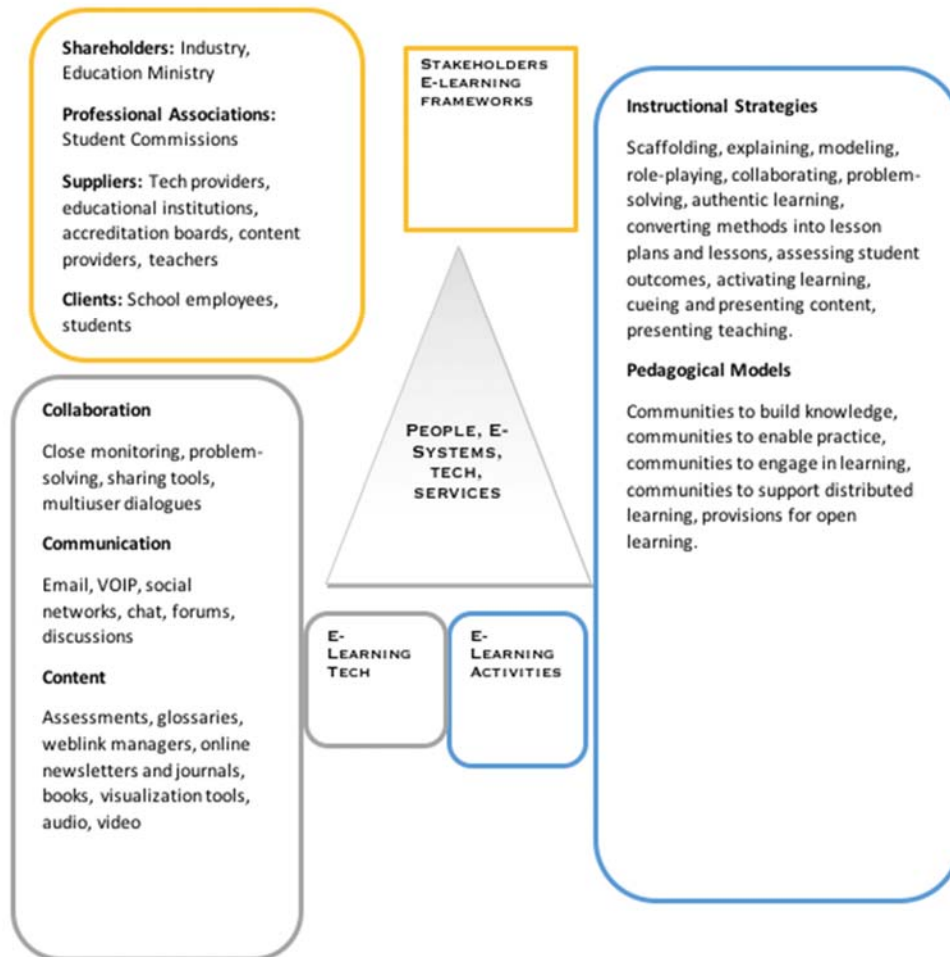 Shareholders: Industry,
Education Ministry
Professional Associations:
Student Commissions
Suppliers: Tech providers,
educational institutions,
accreditation boards, content
providers, teachers
Clients: School employees,
students
STAKEHOLDERS
E-LEARNING
FRAMEWORKS
Instructional Strategies
Scaffolding, explaining, modeling,
role-playing, collaborating, problem-
solving, authentic learning,
converting methods into lesson
plans and lessons, assessing student
outcomes, activating learning,
cueing and presenting content,
presenting teaching.
Pedagogical Models
Communities to build knowledge,
communities to enable practice,
communities to engage in learning,
communities to support distributed
learning, provisions for open
learning.
Collaboration
Close monitoring, problem-
solving, sharing tools,
multiuser dialogues
Communication
Email, VOIP, social
networks, chat, forums,
discussions
Content
Assessments, glossaries,
weblink managers, online
newsletters and journals,
books, visualization tools,
audio, video
PEOPLE, E-
SYSTEMS,
TECH,
SERVICES
E-
LEARNING
TECH
E-
LEARNING
ACTIVITIES